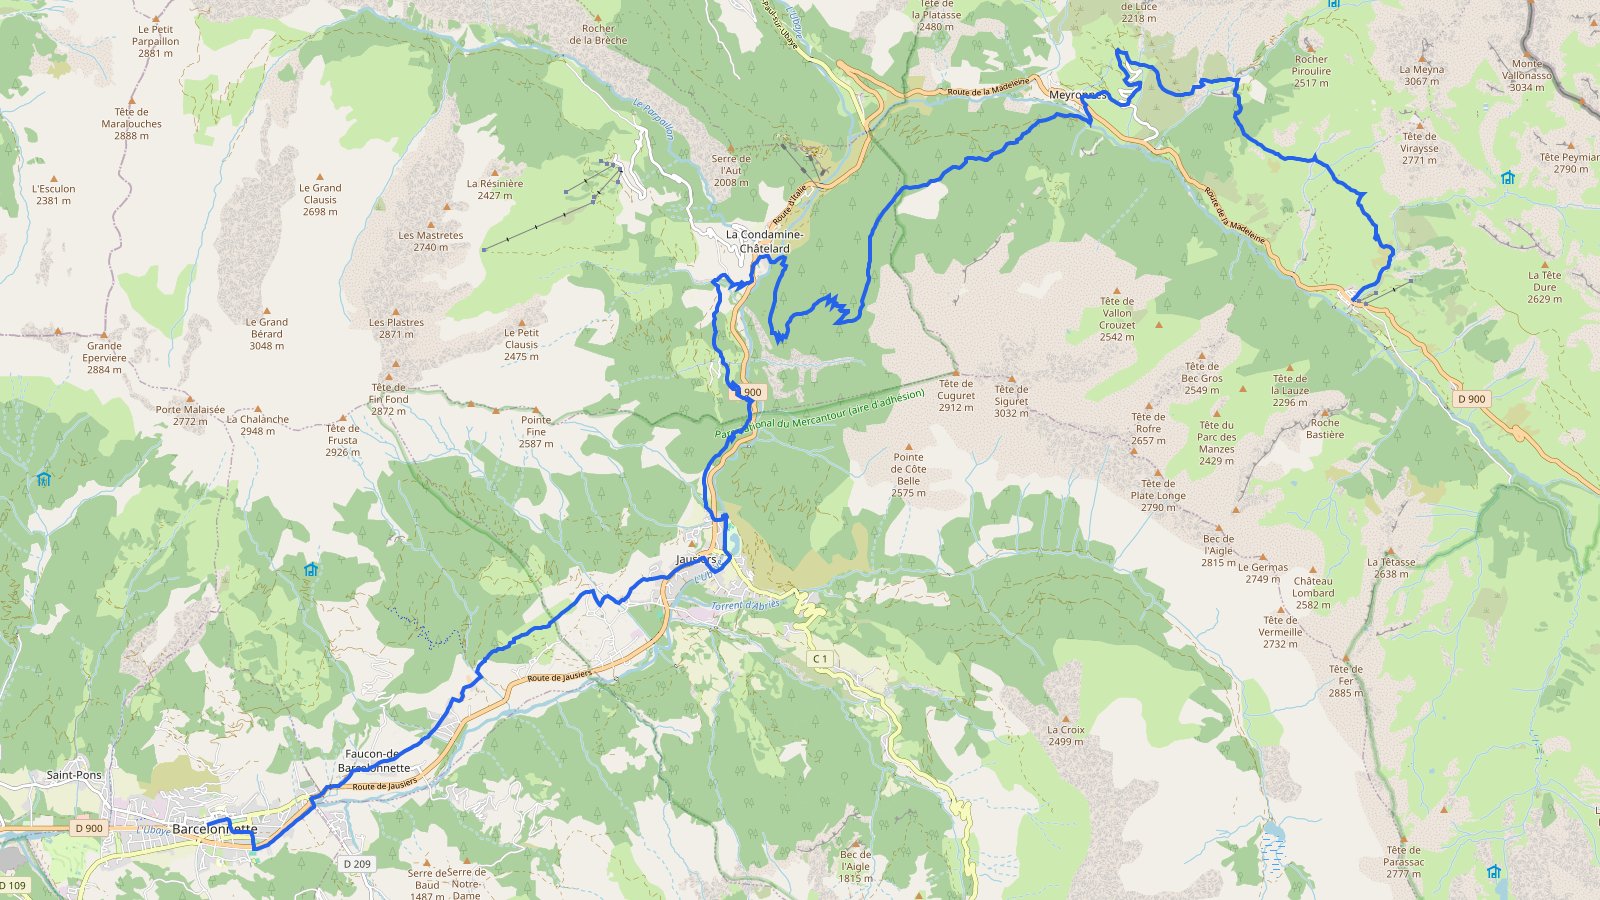 Le Petit
Parpaillon
2881 m
Rocher
de la Brèche
St-Paul-sur-Ubaye
L'Ubaye
Tête de
la Platasse
2480 m
de Luce
2218 m
Rocher
Piroulire
2517 m
La Meyna
3067 m
Monte
Vallonasso
3034 m
Tête de
Maralouches
2888 m
Le Parpaillon
Route de la Madeleine
Meyronnes
Tête de
Viraysse
2771 m
Tête Peymian
2790 m
L'Esculon
2381 m
Le Grand
Clausis
2698 m
La Résinière
2427 m
Serre de
l'Aut
2008 m
Route d'Italie
Route de la Madeleine
Les Mastretes
2740 m
La Condamine-
Châtelard
La Tête
Dure
2629 m
Le Grand
Bérard
3048 m
Les Plastres
2871 m
Le Petit
Clausis
2475 m
Tête de
Vallon
Crouzet
2542 m
Grande
Eperviere
2884 m
Tête de
Fin Fond
2872 m
900
Tête de
Cuguret
2912 m
Tête de
Siguret
3032 m
Tête de
Bec Gros
2549 m
Tête de
la Lauze
2296 m
D 900
Porte Malaisée
2772 m
La Chalanche
2948 m
Tête de
Frusta
2926 m
Pointe
Fine
2587 m
Parc national du Mercantour (aire d'adhésion)
Tête de
Rofre
2657 m
Tête du
Parc des
Manzes
2429 m
Roche
Bastière
Pointe
de Côte
Belle
2575 m
Tête de
Plate Longe
2790 m
Bec de
l'Aigle
2815 m
Le Germas
2749 m
Château
Lombard
2582 m
La Têtasse
2638 m
Jausiers
L'Ubaye
Torrent d'Abriès
Tête de
Vermeille
2732 m
C 1
Tête de
Fer
2885 m
Route de Jausiers
La Croix
2499 m
Faucon-de-
Barcelonnette
Route de Jausiers
Saint-Pons
D 900
L'Ubaye
Barcelonnette
D 209
D 109
Serre de
Baud
1487 m
Serre de
Notre-
Dame
Bec de
l'Aigle
1815 m
Tête de
Parassac
2777 m